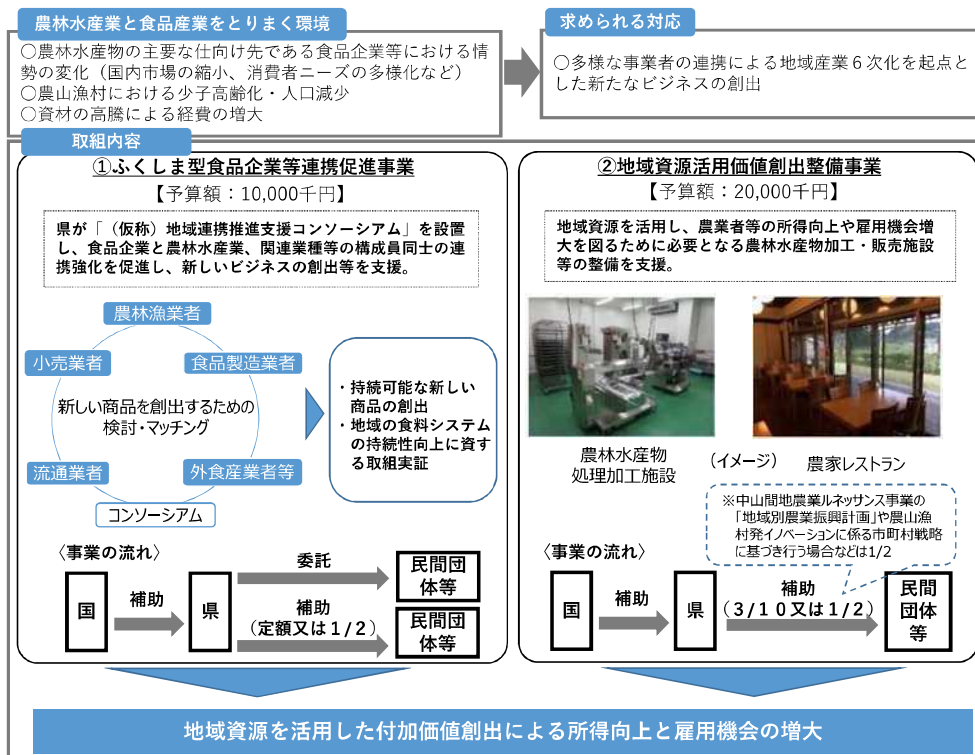 農林水産業と食品産業をとりまく環境
○農林水産物の主要な仕向け先である食品企業等における情
勢の変化（国内市場の縮小、消費者ニーズの多様化など）
○農山漁村における少子高齢化・人口減少
○資材の高騰による経費の増大
求められる対応
○多様な事業者の連携による地域産業６次化を起点と
した新たなビジネスの創出
取組内容
①ふくしま型食品企業等連携促進事業
【予算額：10,000千円】
県が「（仮称）地域連携推進支援コンソーシアム」を設置
し、食品企業と農林水産業、関連業種等の構成員同士の連
携強化を促進し、新しいビジネスの創出等を支援。
農林漁業者
小売業者
食品製造業者
新しい商品を創出するための
検討・マッチング
流通業者
外食産業者等
コンソーシアム
・持続可能な新しい
商品の創出
・地域の食料システム
の持続性向上に資す
る取組実証
〈事業の流れ〉
国
補助
県
委託
民間団
体等
補助
（定額又は１/２）
民間団
体等
②地域資源活用価値創出整備事業
【予算額：20,000千円】
地域資源を活用し、農業者等の所得向上や雇用機会増
大を図るために必要となる農林水産物加工・販売施設
等の整備を支援。
農林水産物
処理加工施設
（イメージ）
農家レストラン
※中山間地農業ルネッサンス事業の
「地域別農業振興計画」や農山漁
村発イノベーションに係る市町村戦略
に基づき行う場合などは1/2
〈事業の流れ〉
国
補助
県
補助
（３/１０又は１/２）
民間
団体
等
地域資源を活用した付加価値創出による所得向上と雇用機会の増大